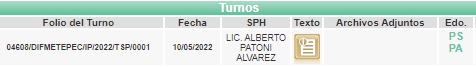 Turnos
Folio del Turno Fecha SPH Texto Archivos Adjuntos Edo.
04608/DIFMETEPEC/IP/2022/TSP/0001 10/05/2022 LIC. ALBERTO PATONI ALVAREZ PS PA